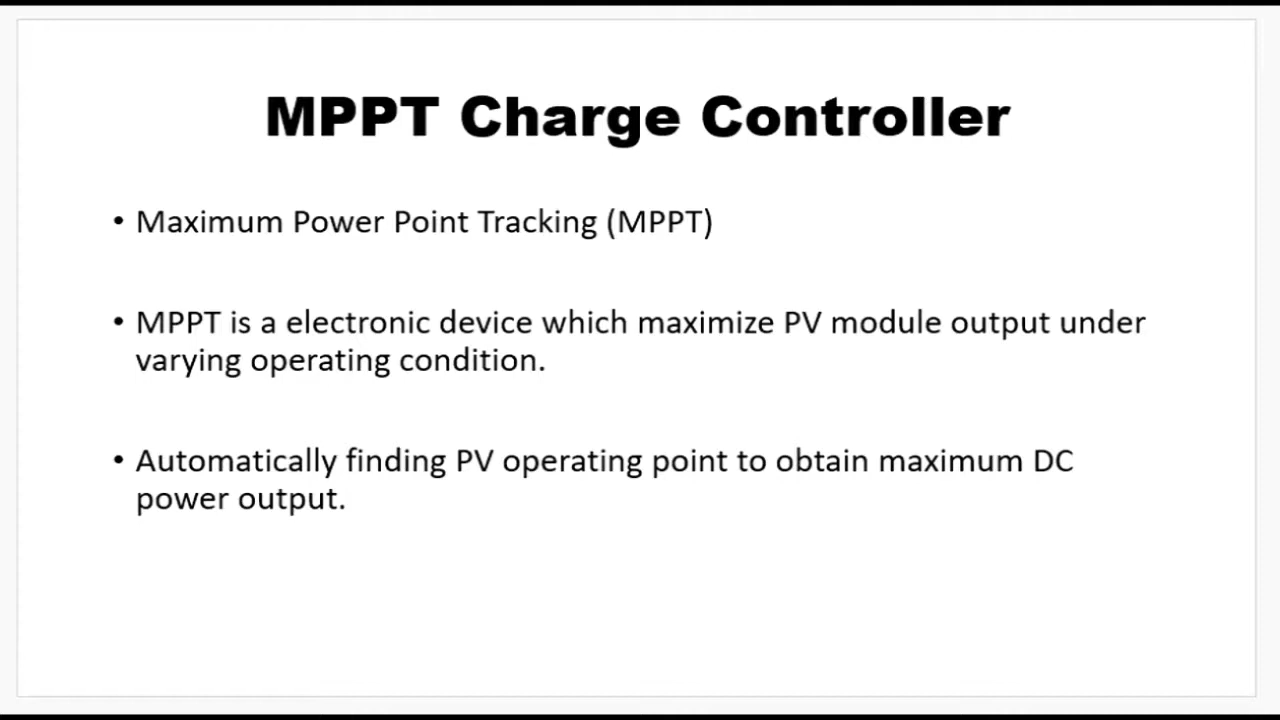 MPPT Charge Controller
• Maximum Power Point Tracking (MPPT)
• MPPT is a electronic device which maximize PV module output under
varying operating condition.
• Automatically finding PV operating point to obtain maximum DC
power output.